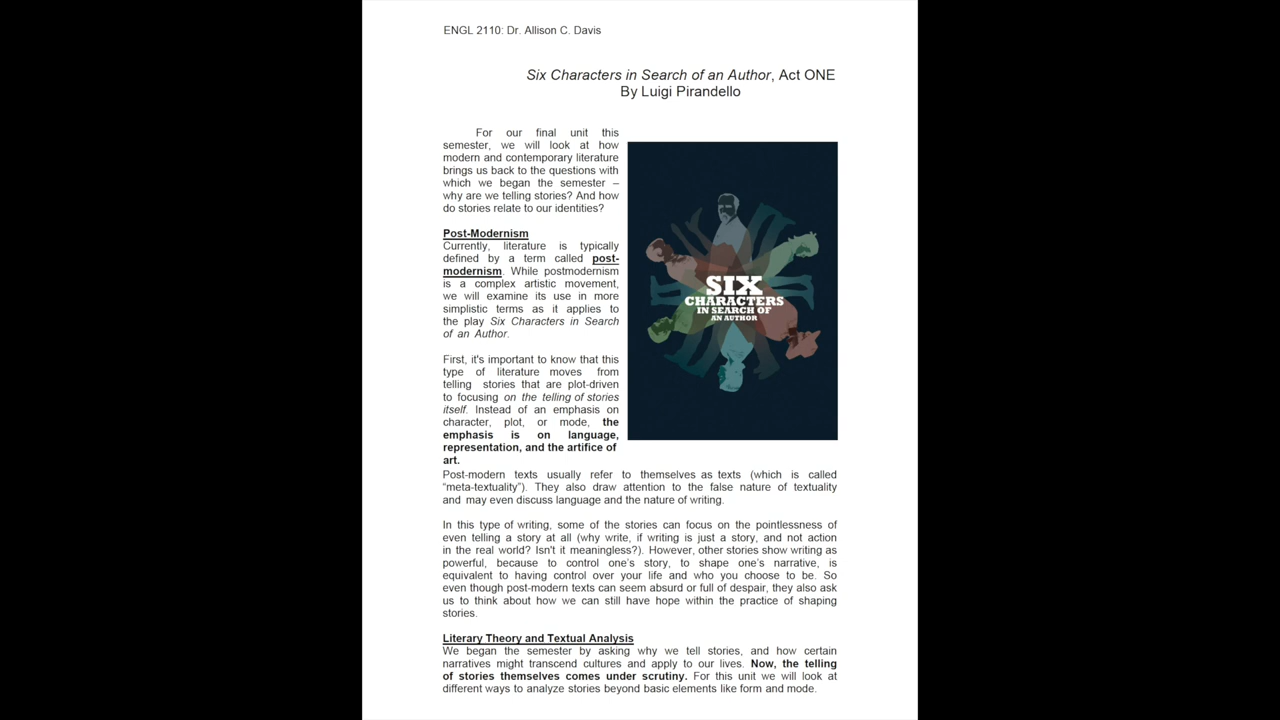 ENGL 2110: Dr. Allison C. Davis
Six Characters in Search of an Author, Act ONE
By Luigi Pirandello
For our final unit this
semester, we will look at how
modern and contemporary literature
brings us back to the questions with
which we began the semester –
why are we telling stories? And how
do stories relate to our identities?
Post-Modernism
Currently, literature is typically
defined by a term called post-
modernism. While postmodernism
is a complex artistic movement,
we will examine its use in more
simplistic terms as it applies to
the play Six Characters in Search
of an Author.
First, it's important to know that this
type of literature moves from
telling stories that are plot-driven
to focusing on the telling of stories
itself. Instead of an emphasis on
character, plot, or mode, the
emphasis is on language,
representation, and the artifice of
art.
SIX
CHARACTERS
IN SEARCH OF
AN AUTHOR
Post-modern texts usually refer to themselves as texts (which is called
“meta-textuality”). They also draw attention to the false nature of textuality
and may even discuss language and the nature of writing.
In this type of writing, some of the stories can focus on the pointlessness of
even telling a story at all (why write, if writing is just a story, and not action
in the real world? Isn't it meaningless?). However, other stories show writing as
powerful, because to control one’s story, to shape one’s narrative, is
equivalent to having control over your life and who you choose to be. So
even though post-modern texts can seem absurd or full of despair, they also ask
us to think about how we can still have hope within the practice of shaping
stories.
Literary Theory and Textual Analysis
We began the semester by asking why we tell stories, and how certain
narratives might transcend cultures and apply to our lives. Now, the telling
of stories themselves comes under scrutiny. For this unit we will look at
different ways to analyze stories beyond basic elements like form and mode.